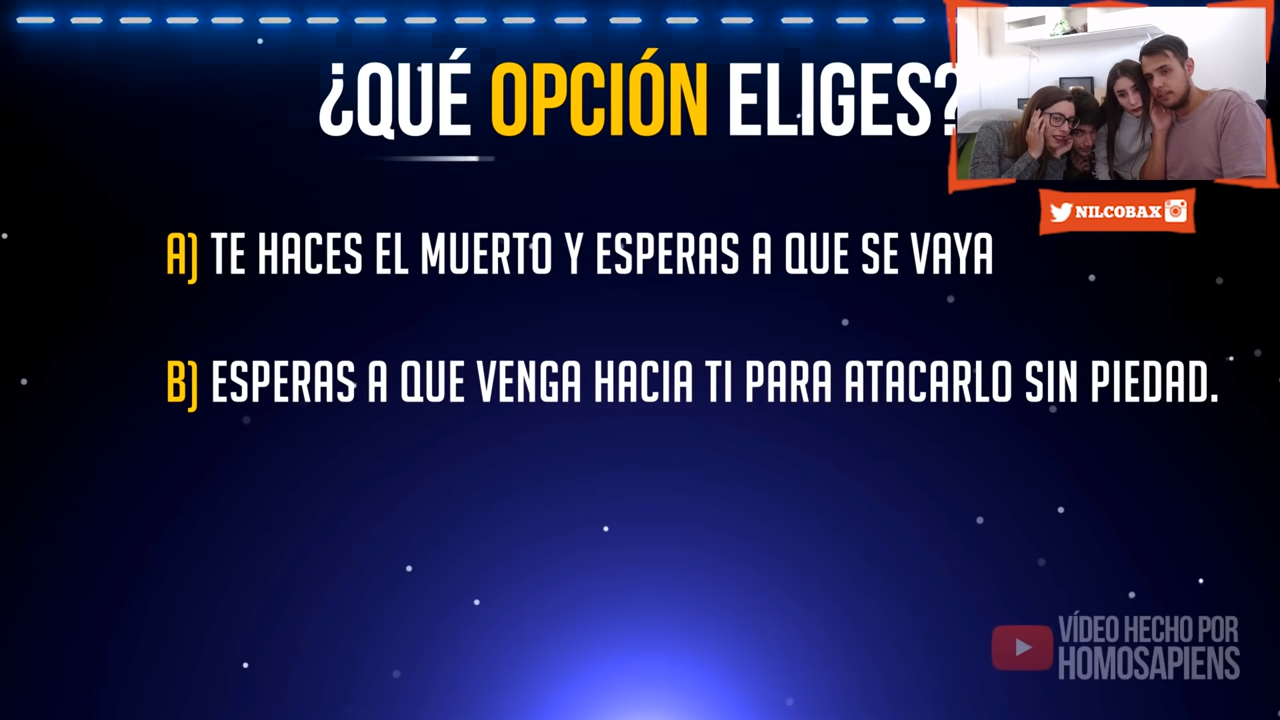 ¿QUÉ OPCIÓN ELIGES?
NILCOBAX
A) TE HACES EL MUERTO Y ESPERAS A QUE SE VAYA
B) ESPERAS A QUE VENGA HACIA TI PARA ATACARLO SIN PIEDAD.
VÍDEO HECHO POR
HOMOSAPIENS